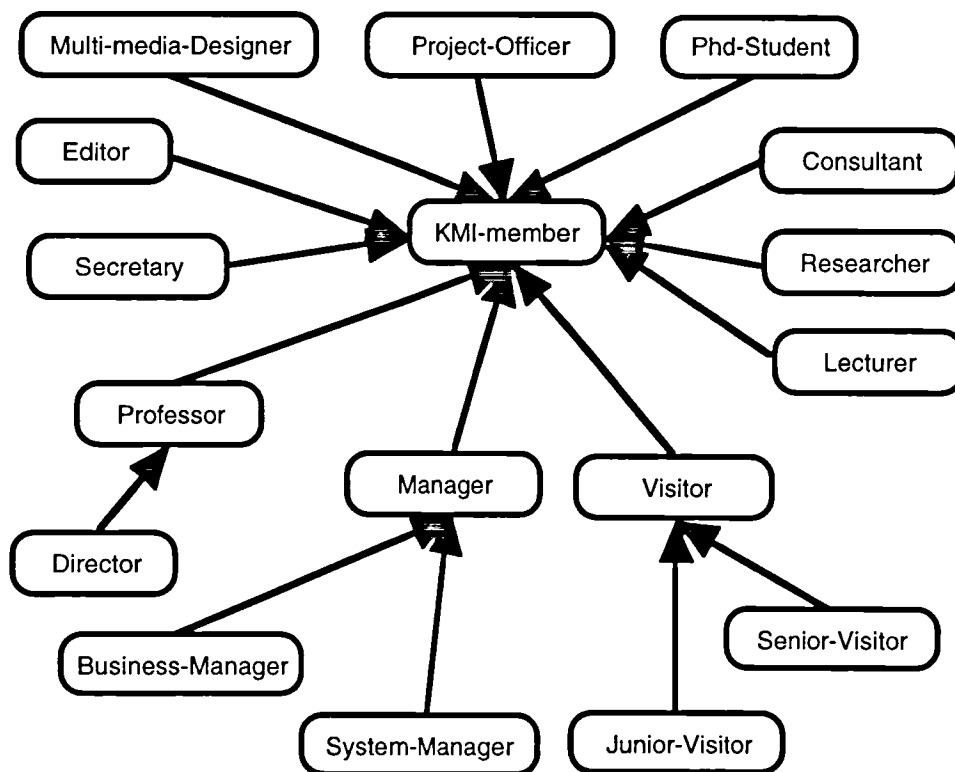 Multi-media-Designer
Project-Officer
Phd-Student
Editor
Consultant
KMI-member
Secretary
Researcher
Lecturer
Professor
Manager
Visitor
Director
Business-Manager
Senior-Visitor
System-Manager
Junior-Visitor